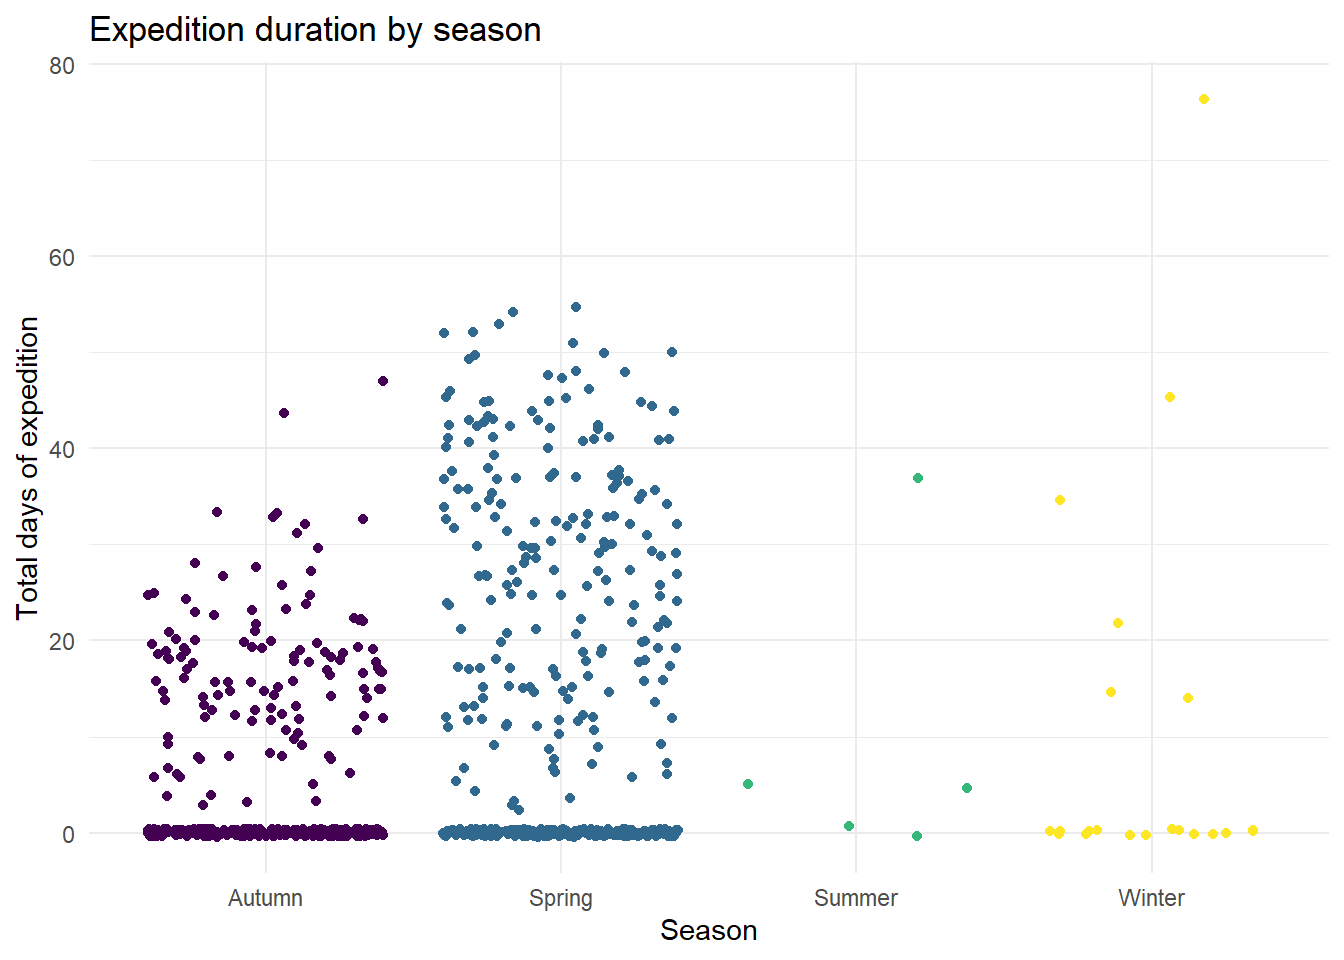 Expedition duration by season
80
60
40
20
0
Total days of expedition
Autumn Spring Summer Winter
Season